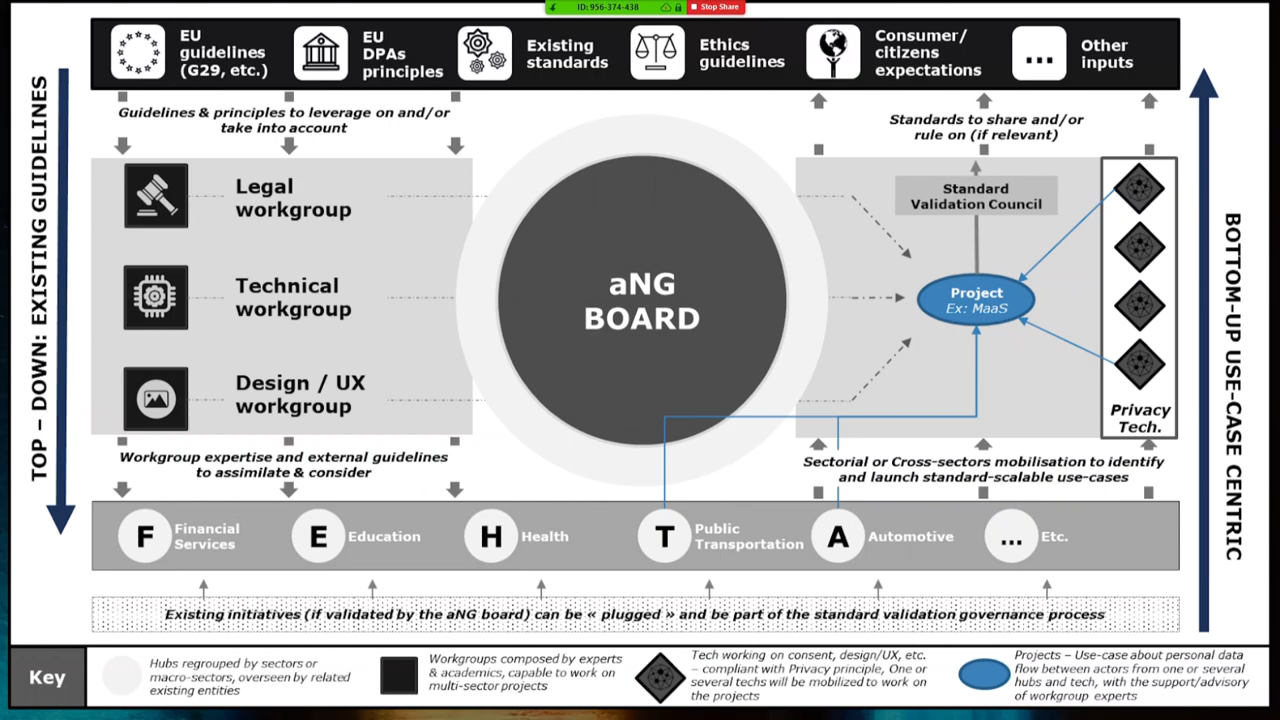 ID: 956-374-438
Stop Share
EU
guidelines
(G29, etc.)
EU
DPAs
principles
Existing
standards
Ethics
guidelines
Consumer/
citizens
expectations
...
Other
inputs
TOP – DOWN: EXISTING GUIDELINES
Guidelines & principles to leverage on and/or
take into account
Standards to share and/or
rule on (if relevant)
Legal
workgroup
Technical
workgroup
Design / UX
workgroup
aNG
BOARD
Standard
Validation Council
Project
Ex: MaaS
Privacy
Tech.
BOTTOM-UP USE-CASE CENTRIC
Workgroup expertise and external guidelines
to assimilate & consider
Sectorial or Cross-sectors mobilisation to identify
and launch standard-scalable use-cases
F
Financial
Services
E
Education
H
Health
T
Public
Transportation
A
Automotive
...
Etc.
Existing initiatives (if validated by the aNG board) can be « plugged » and be part of the standard validation governance process
Key
Hubs regrouped by sectors or
macro-sectors, overseen by related
existing entities
Workgroups composed by experts
& academics, capable to work on
multi-sector projects
Tech working on consent, design/UX, etc.
– compliant with Privacy principle, One or
several techs will be mobilized to work on
the projects
Projects – Use-case about personal data
flow between actors from one or several
hubs and tech, with the support/advisory
of workgroup experts